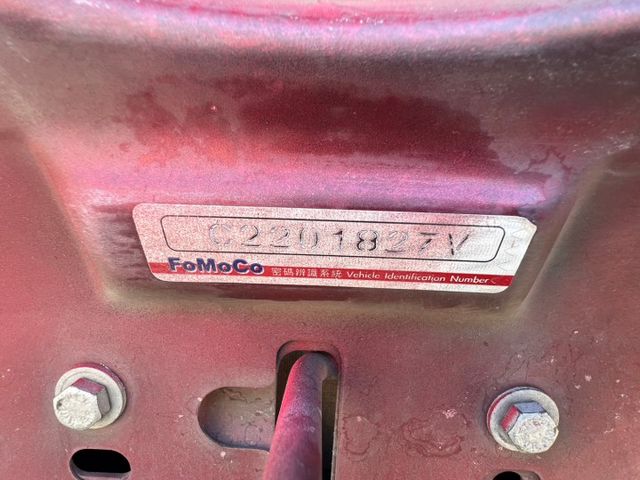 C2201827V
FoMoCo 密碼辨識系統 Vehicle Identification Number